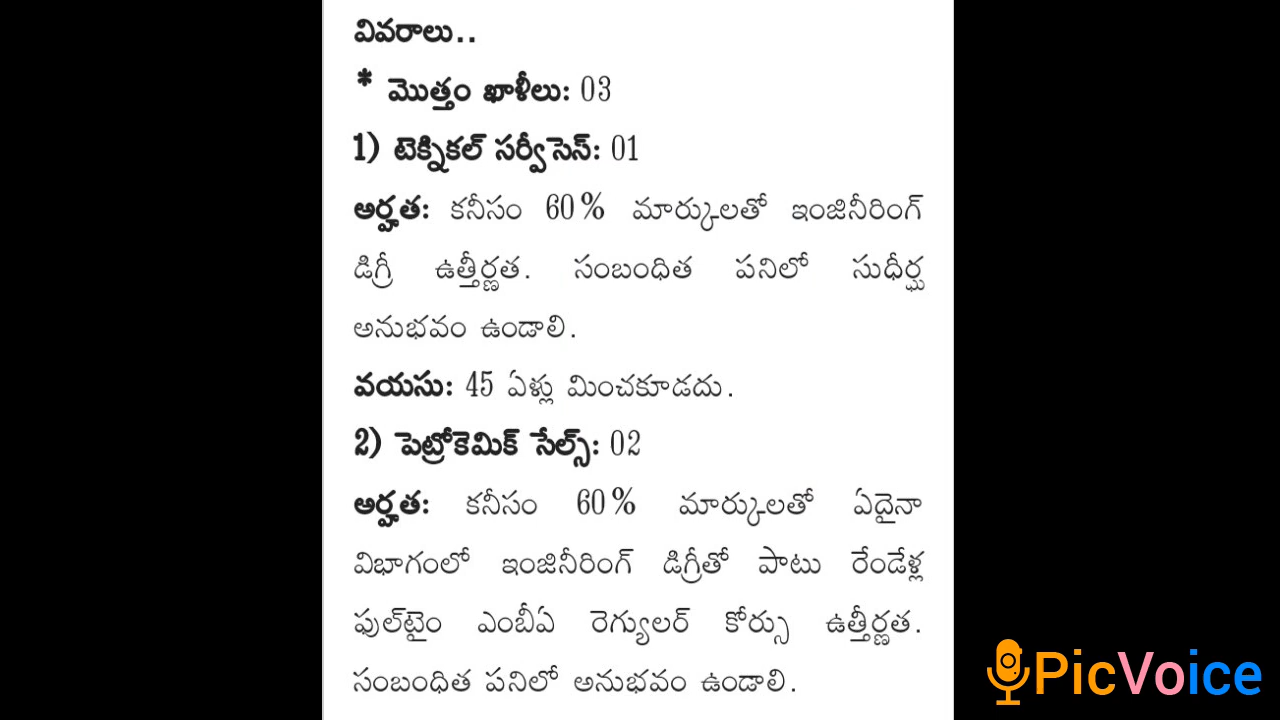 వివరాలు..
* మొత్తం ఖాళీలు: 03
1) టెక్నికల్ సర్వీసెస్: 01
అర్హత: కనీసం 60% మార్కులతో ఇంజినీరింగ్
డిగ్రీ ఉత్తీర్ణత. సంబంధిత పనిలో సుధీర్ఘ
అనుభవం ఉండాలి.
వయసు: 45 ఏళ్లు మించకూడదు.
2) పెట్రోకెమిక్ సేల్స్: 02
అర్హత: కనీసం 60% మార్కులతో ఏదైనా
విభాగంలో ఇంజినీరింగ్ డిగ్రీతో పాటు రేండేళ్ల
ఫుల్‌టైం ఎంబీఏ రెగ్యులర్ కోర్సు ఉత్తీర్ణత.
సంబంధిత పనిలో అనుభవం ఉండాలి.
PicVoice